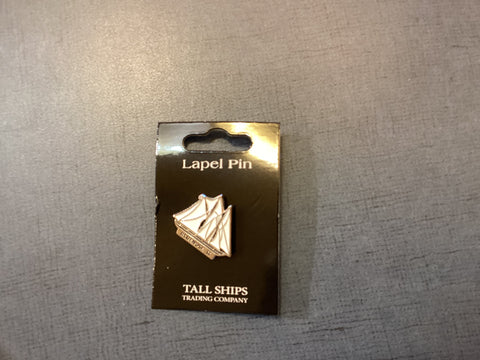 Lapel Pin
TALL SHIPS
TRADING COMPANY